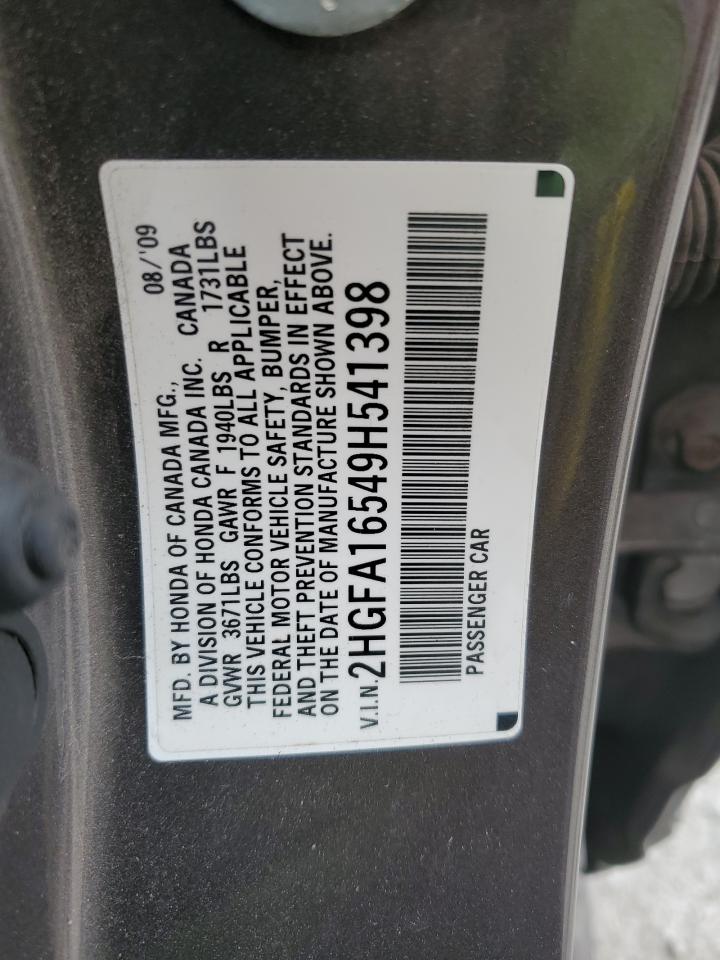 MFD. BY HONDA OF CANADA MFG., 08/'09
A DIVISION OF HONDA CANADA INC. CANADA
GVWR 3671LBS GAWR F 1940LBS R 1731LBS
THIS VEHICLE CONFORMS TO ALL APPLICABLE
FEDERAL MOTOR VEHICLE SAFETY, BUMPER,
AND THEFT PREVENTION STANDARDS IN EFFECT
ON THE DATE OF MANUFACTURE SHOWN ABOVE.
V.I.N. 2HGFA16549H541398
PASSENGER CAR